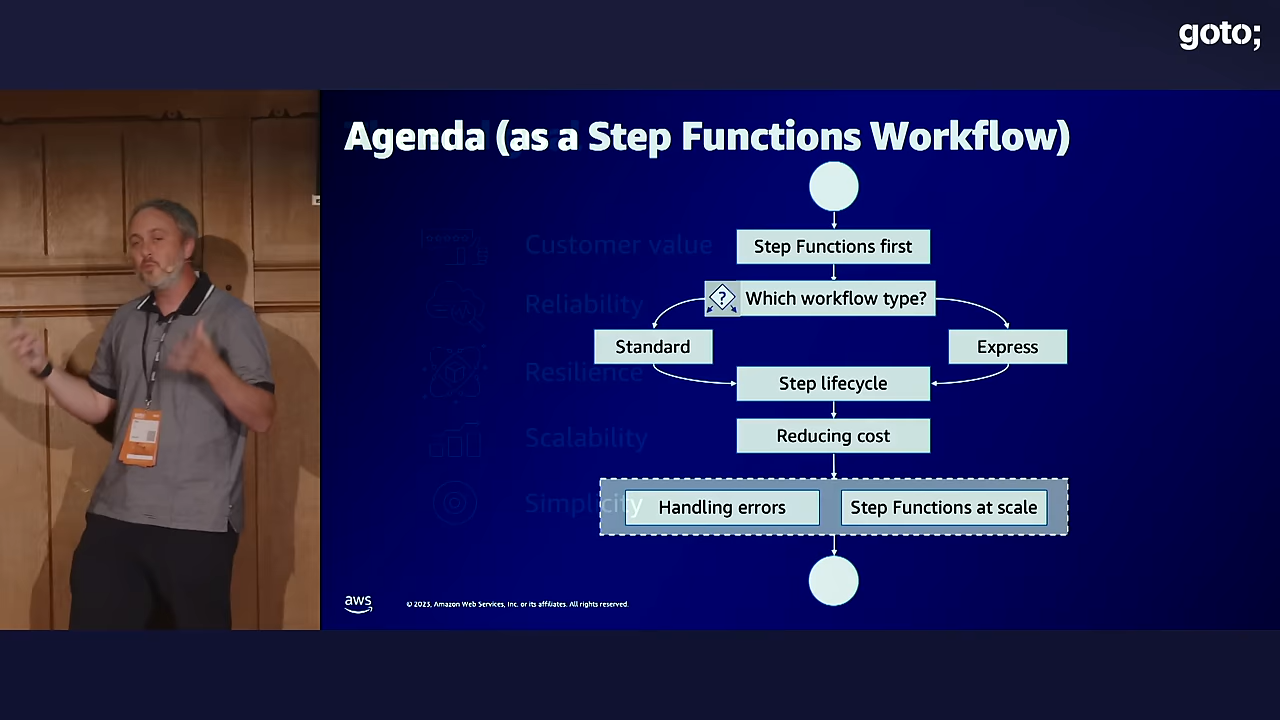 goto;
Agenda (as a Step Functions Workflow)
Customer value
Step Functions first
Reliability
?
Which workflow type?
Standard
Express
Resilience
Step lifecycle
Scalability
Reducing cost
Simplicity
Handling errors
Step Functions at scale
aws
© 2023, Amazon Web Services, Inc. or its affiliates. All rights reserved.